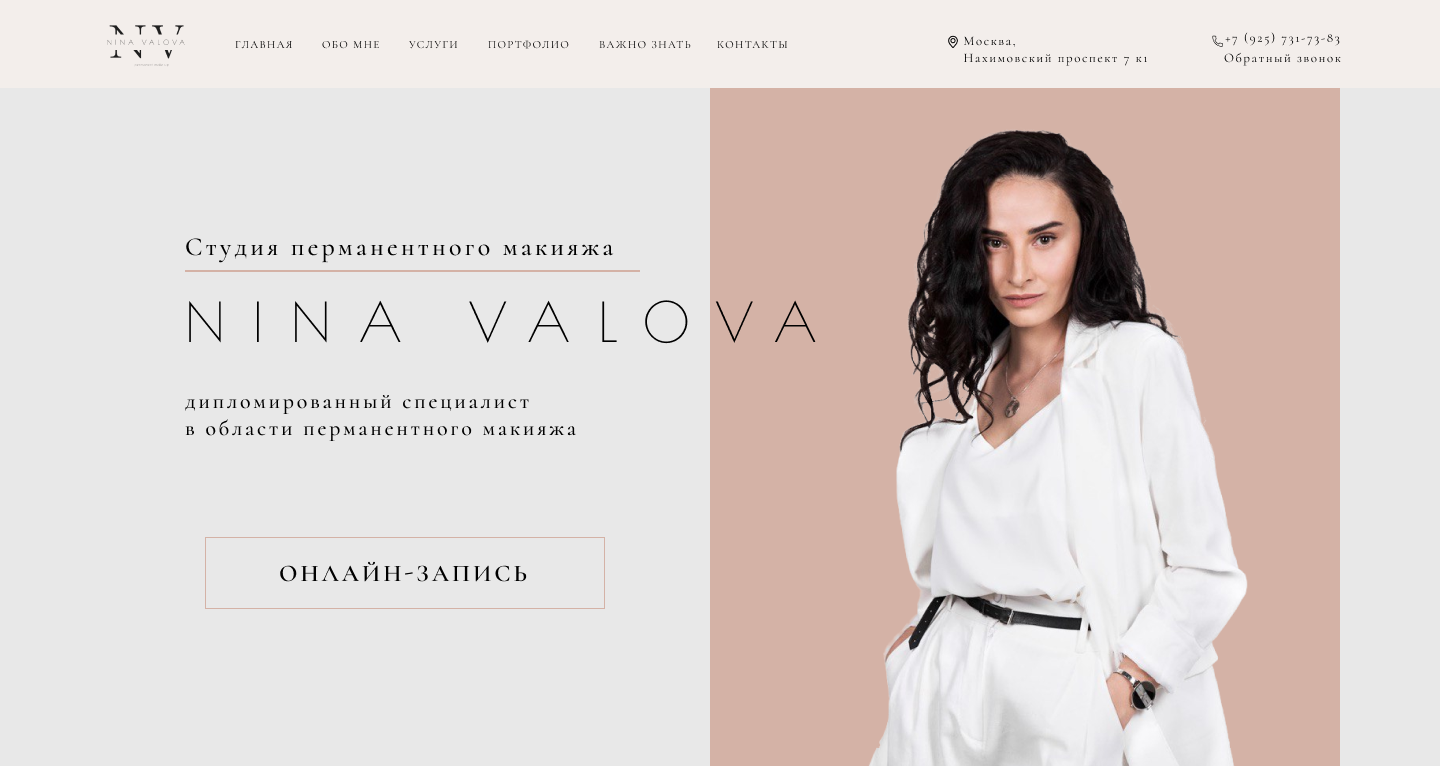 NINA VALOVA
ГЛАВНАЯ ОБО МНЕ УСЛУГИ ПОРТФОЛИО ВАЖНО ЗНАТЬ КОНТАКТЫ
Москва,
Нахимовский проспект 7 к1
+7 (925) 731-73-83
Обратный звонок
Студия перманентного макияжа
NINA VALOVA
дипломированный специалист
в области перманентного макияжа
ОНЛАЙН-ЗАПИСЬ